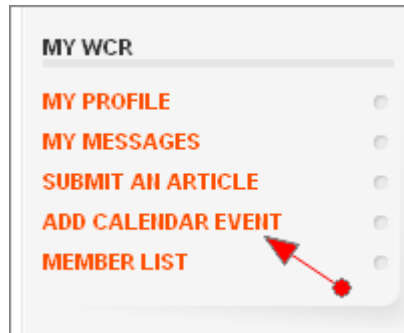 MY WCR
MY PROFILE
MY MESSAGES
SUBMIT AN ARTICLE
ADD CALENDAR EVENT
MEMBER LIST